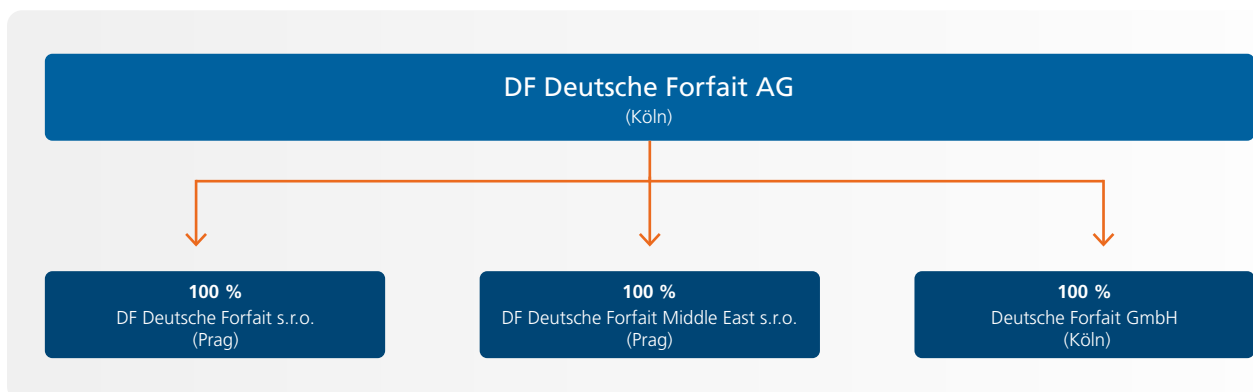 DF Deutsche Forfait AG
(Köln)
100 %
DF Deutsche Forfait s.r.o.
(Prag)
100 %
DF Deutsche Forfait Middle East s.r.o.
(Prag)
100 %
Deutsche Forfait GmbH
(Köln)